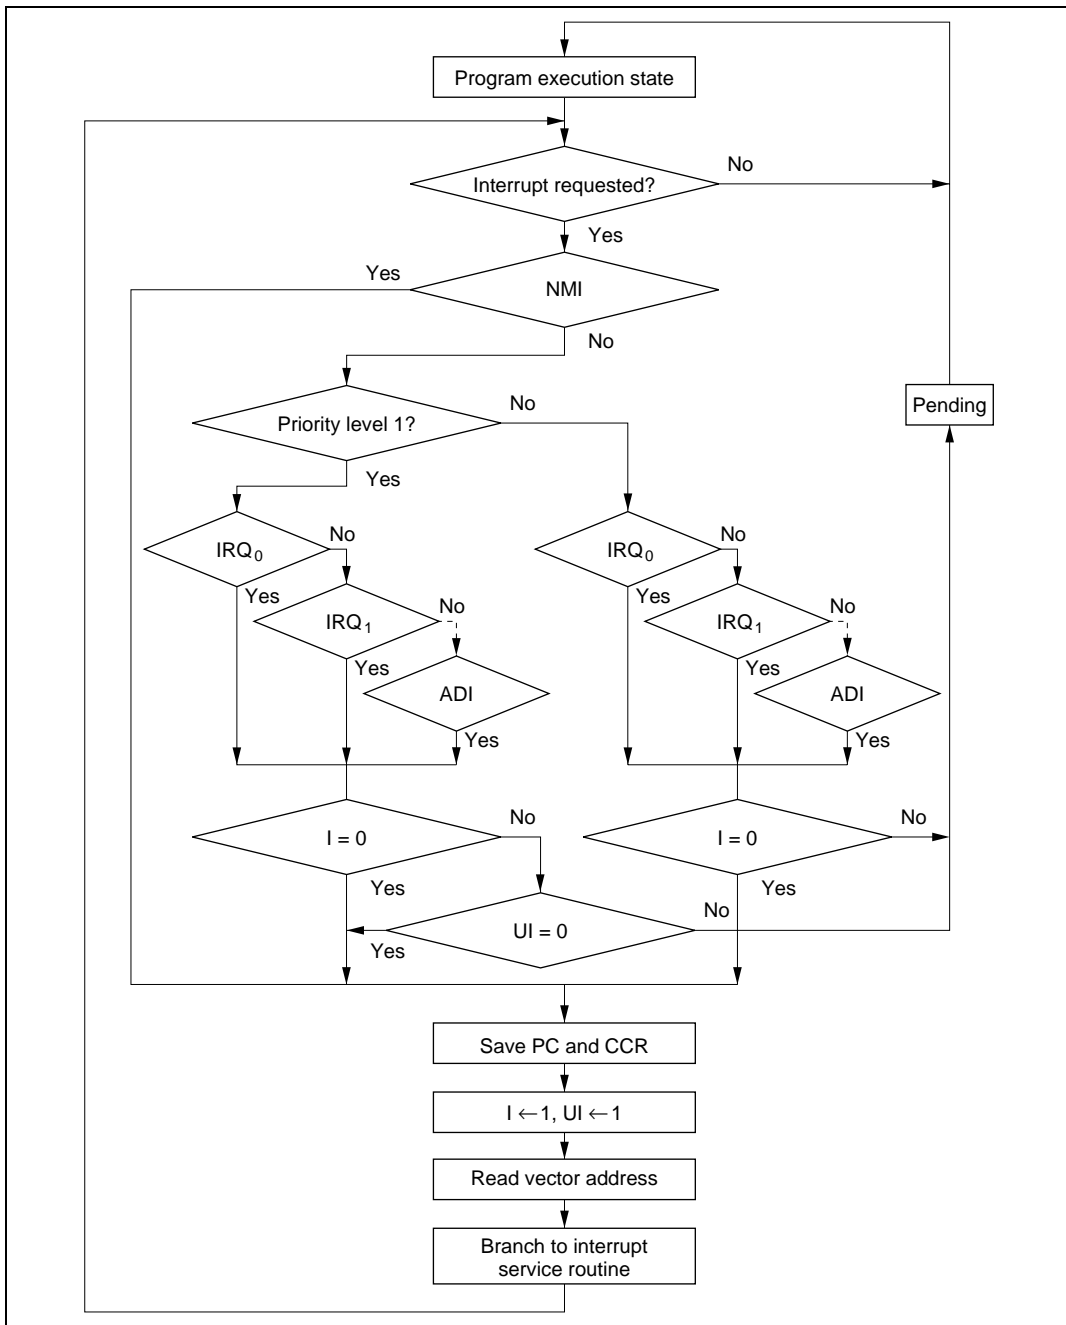 Program execution state
No
Interrupt requested?
Yes
Yes
NMI
No
Pending
No
Priority level 1?
Yes
No
No
IRQ0
IRQ0
Yes
No
Yes
No
IRQ1
IRQ1
Yes
Yes
ADI
ADI
Yes
Yes
No
No
I = 0
I = 0
Yes
Yes
No
UI = 0
Yes
Save PC and CCR
I ←1, UI ←1
Read vector address
Branch to interrupt
service routine